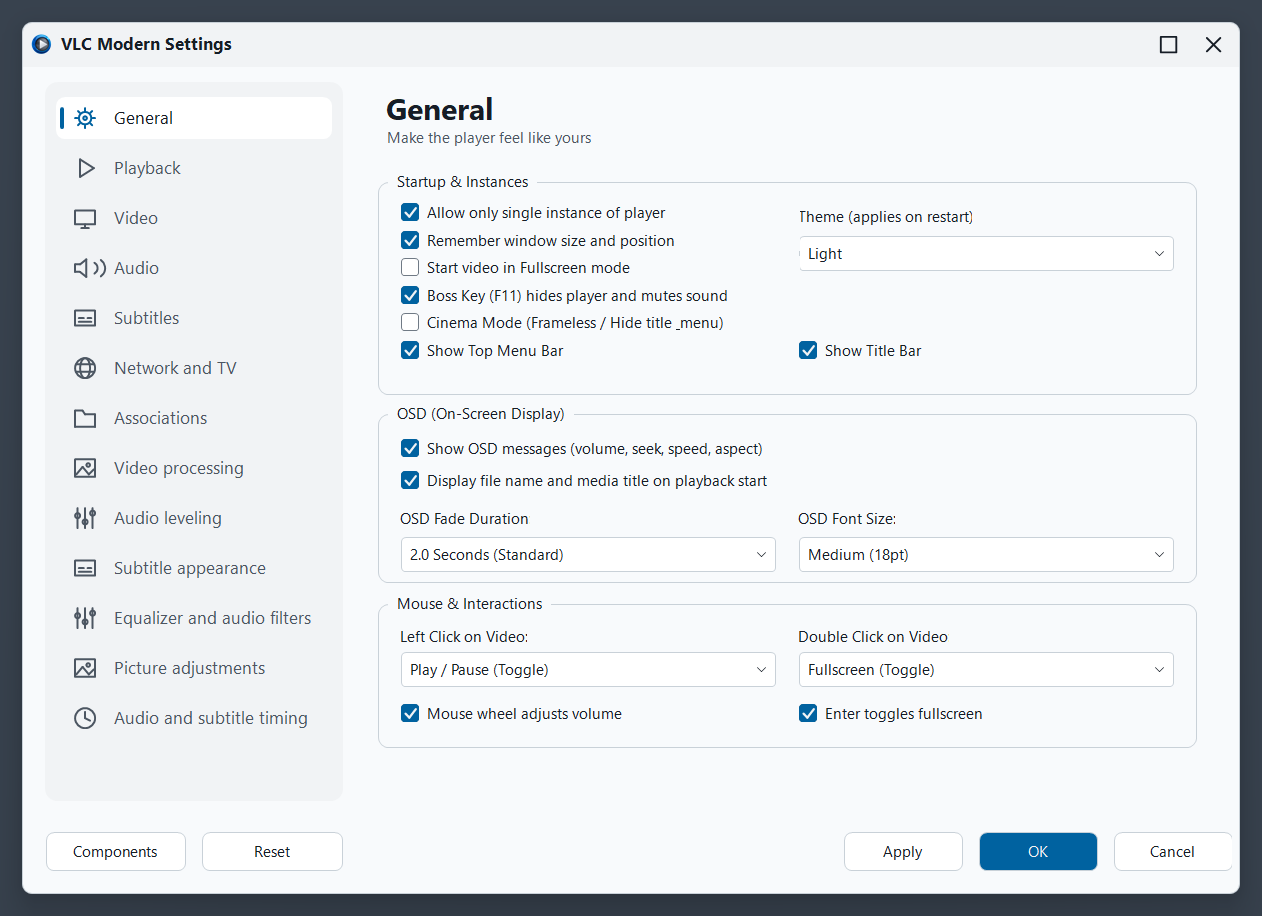 VLC Modern Settings
General
Playback
Video
Audio
Subtitles
Network and TV
Associations
Video processing
Audio leveling
Subtitle appearance
Equalizer and audio filters
Picture adjustments
Audio and subtitle timing
General
Make the player feel like yours
Startup & Instances
Allow only single instance of player
Theme (applies on restart)
Remember window size and position
Light
Start video in Fullscreen mode
Boss Key (F11) hides player and mutes sound
Cinema Mode (Frameless / Hide title _menu)
Show Top Menu Bar
Show Title Bar
OSD (On-Screen Display)
Show OSD messages (volume, seek, speed, aspect)
Display file name and media title on playback start
OSD Fade Duration
OSD Font Size:
2.0 Seconds (Standard)
Medium (18pt)
Mouse & Interactions
Left Click on Video:
Double Click on Video
Play / Pause (Toggle)
Fullscreen (Toggle)
Mouse wheel adjusts volume
Enter toggles fullscreen
Components
Reset
Apply
OK
Cancel